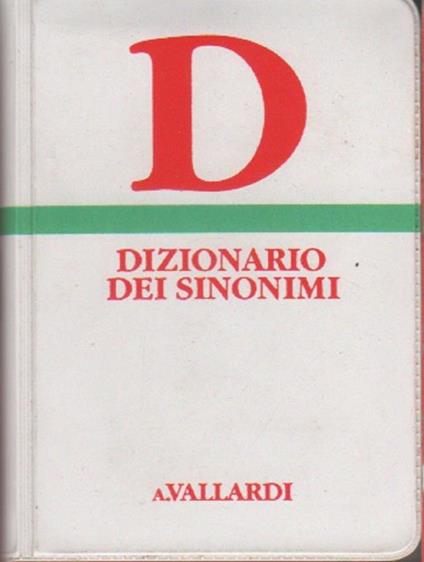 D
DIZIONARIO
DEI SINONIMI
A.VALLARDI